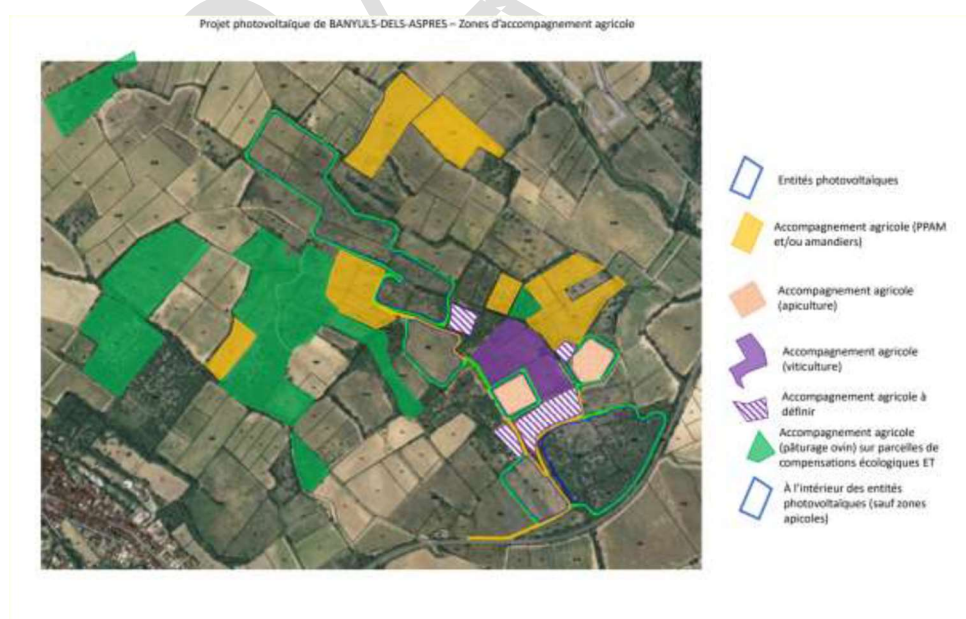 Projet photovoltaïque de BANYULS-DELS-ASPRES – Zones d'accompagnement agricole
Entités photovoltaïques
Accompagnement agricole (PPAM
et/ou amandiers)
Accompagnement agricole
(apiculture)
Accompagnement agricole
(viticulture)
Accompagnement agricole à
définir
Accompagnement agricole
(pâturage ovin) sur parcelles de
compensations écologiques ET
À l'intérieur des entités
photovoltaïques (sauf zones
apicoles)